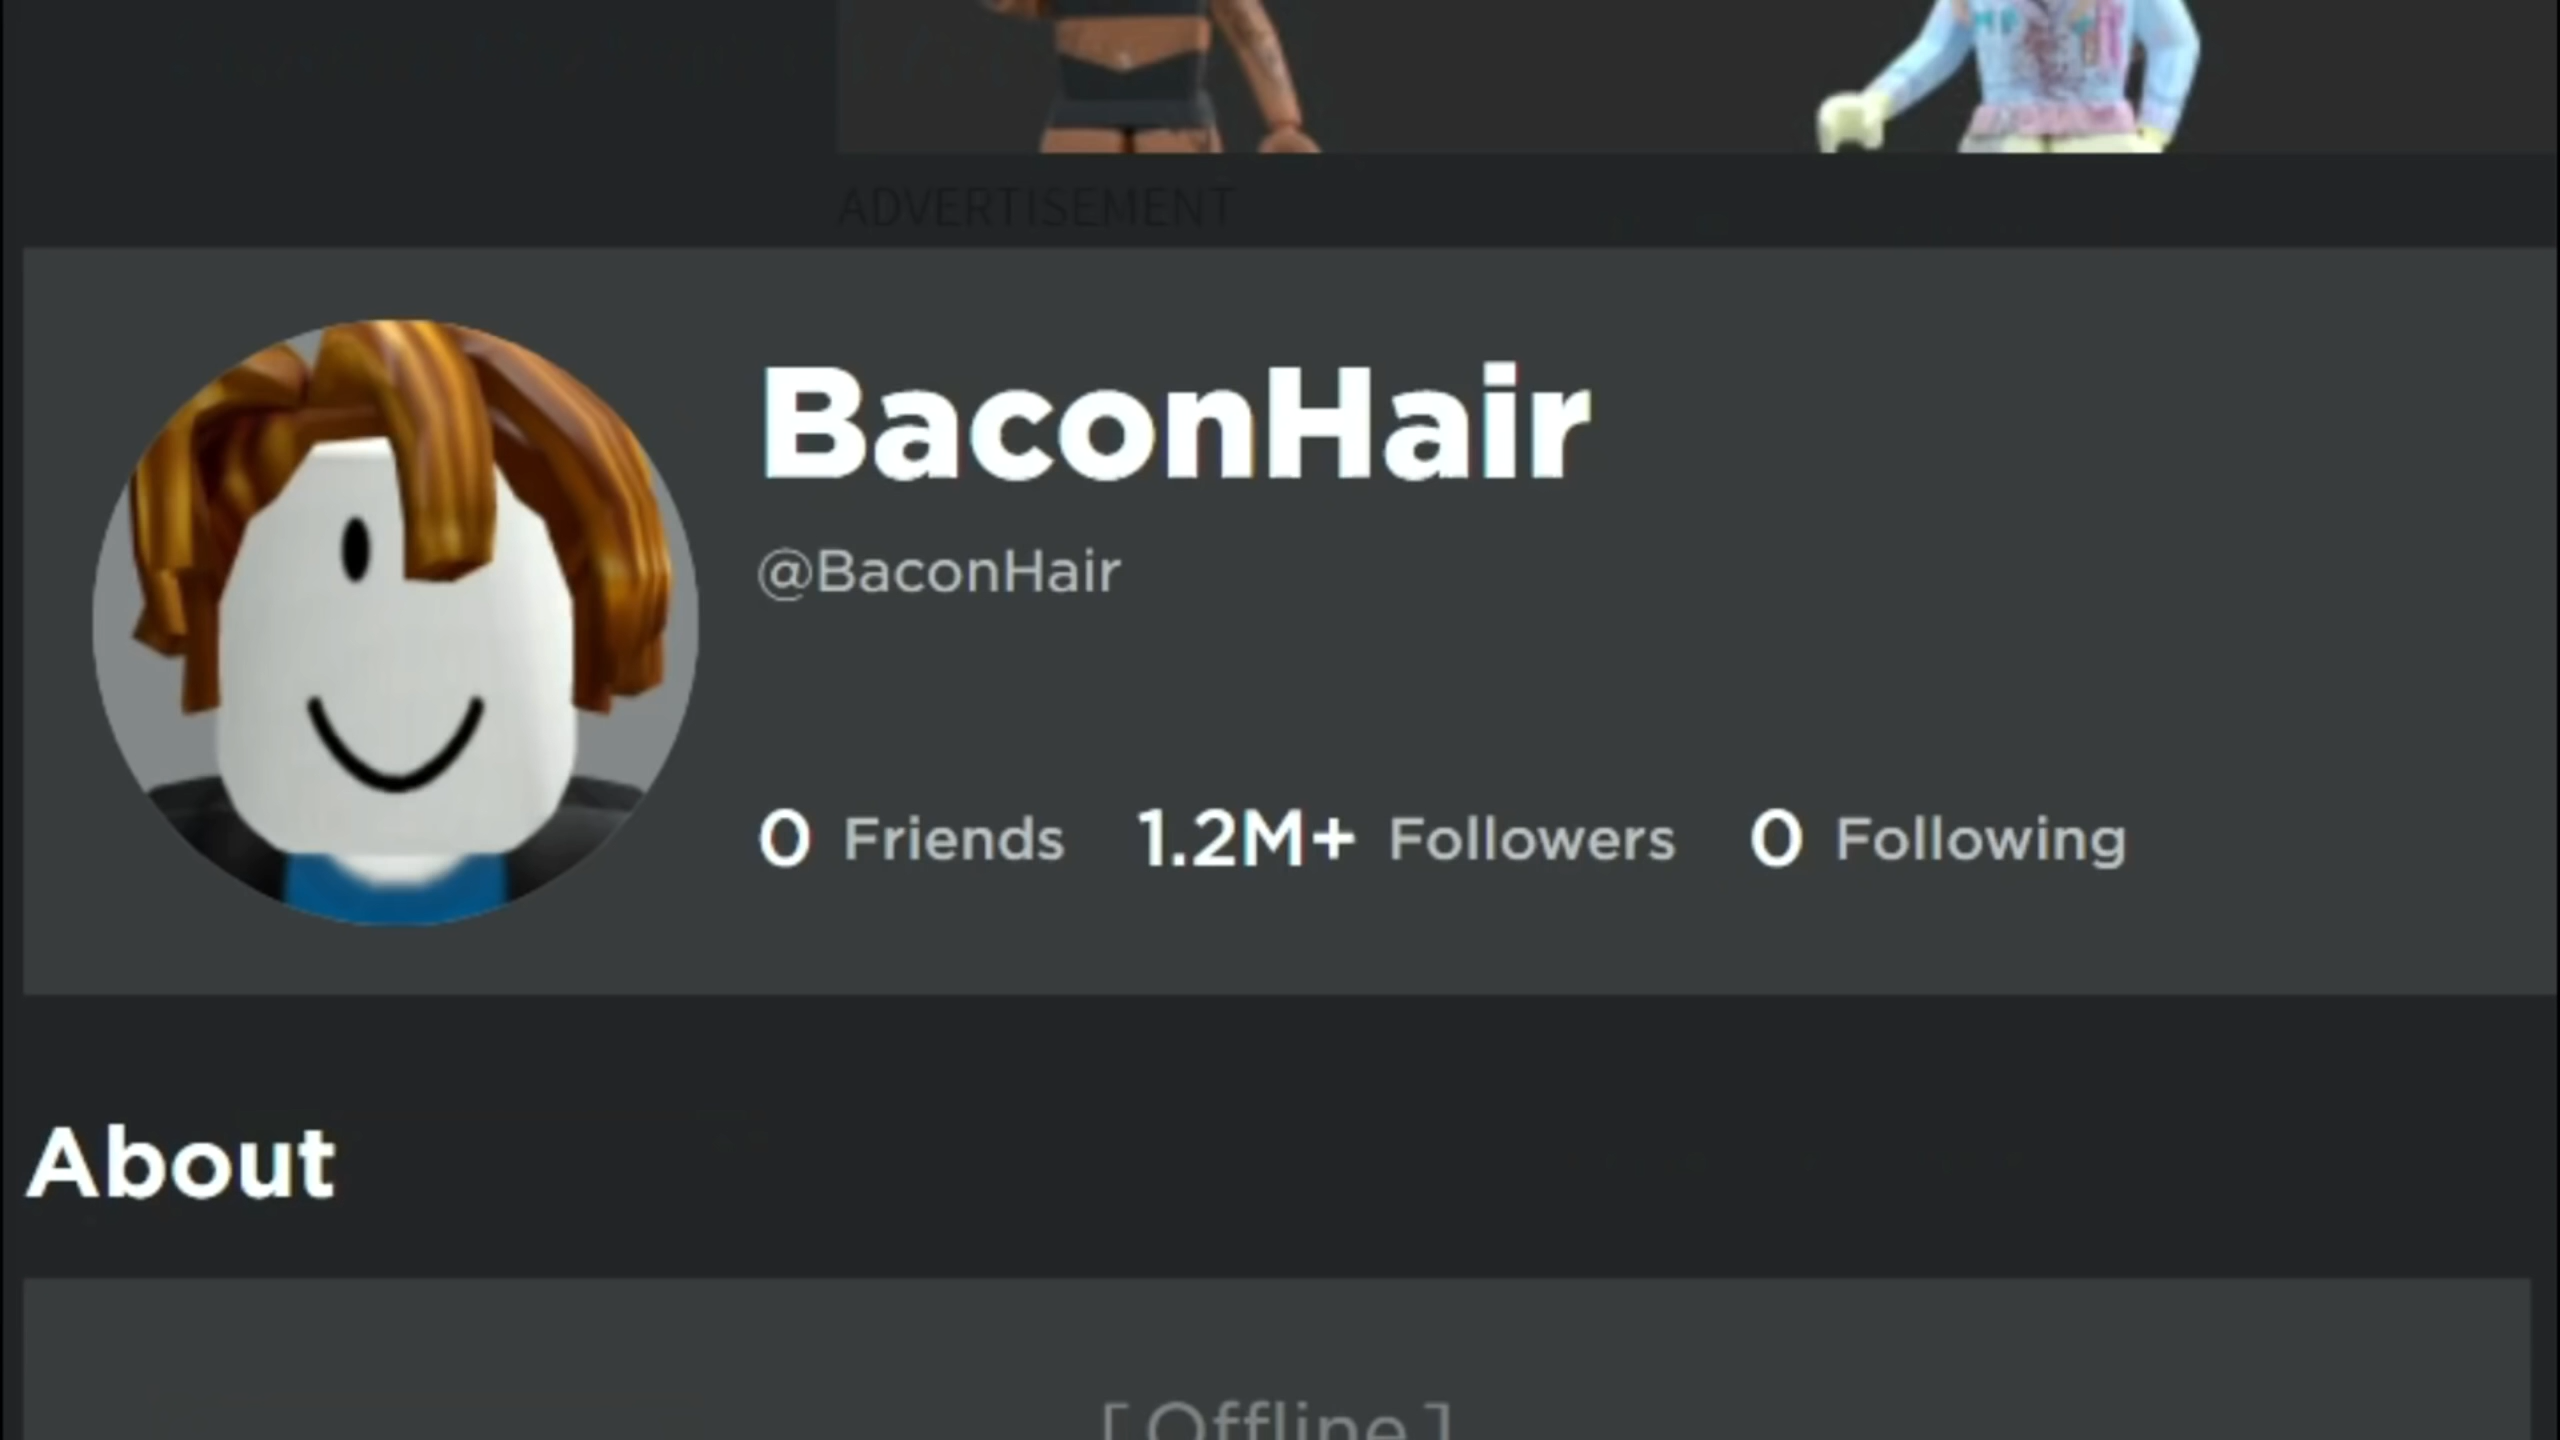 ADVERTISEMENT
BaconHair
@BaconHair
0 Friends 1.2M+ Followers 0 Following
About
[ Offline ]